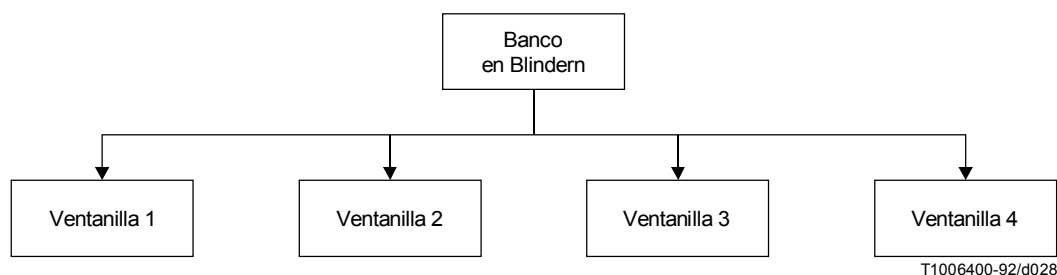 Banco
en Blindern
Ventanilla 1
Ventanilla 2
Ventanilla 3
Ventanilla 4
T1006400-92/d028